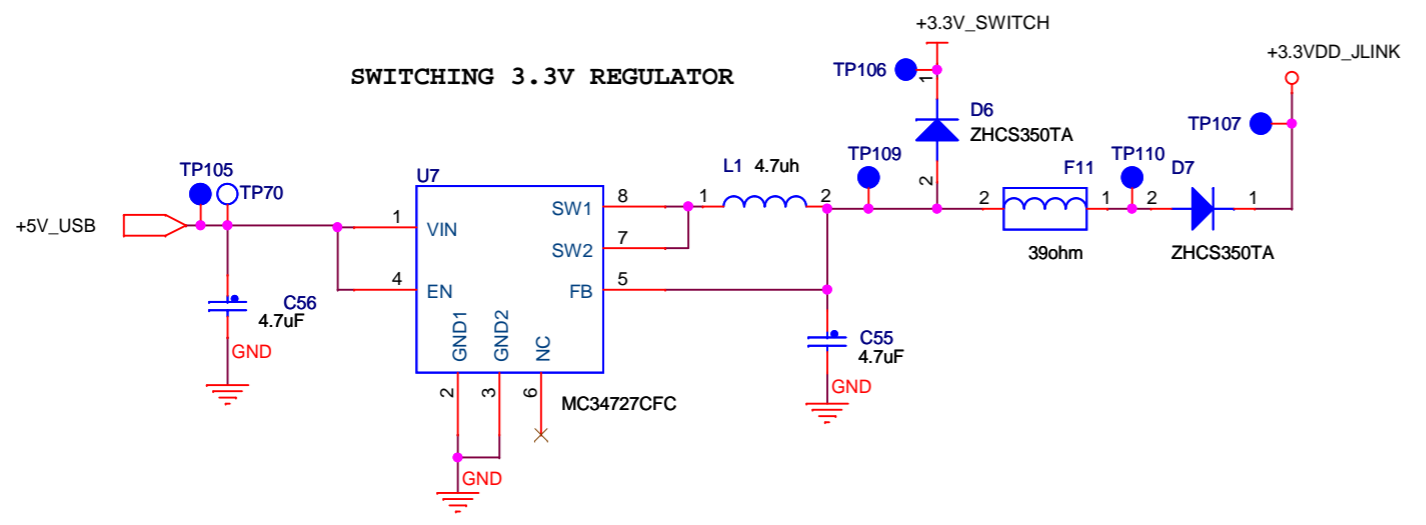 +3.3V_SWITCH
+3.3VDD_JLINK
SWITCHING 3.3V REGULATOR
TP106
1
D6
ZHCS350TA
TP107
TP105
TP70
U7
L1 4.7uh
TP109
2
F11
TP110
D7
+5V_USB
1
VIN
SW1
8
1
2
2
1
2
1
SW2
7
39ohm
ZHCS350TA
4
EN
FB
5
C56
4.7uF
GND
GND1
GND2
NC
C55
4.7uF
GND
2
3
6
MC34727CFC
GND